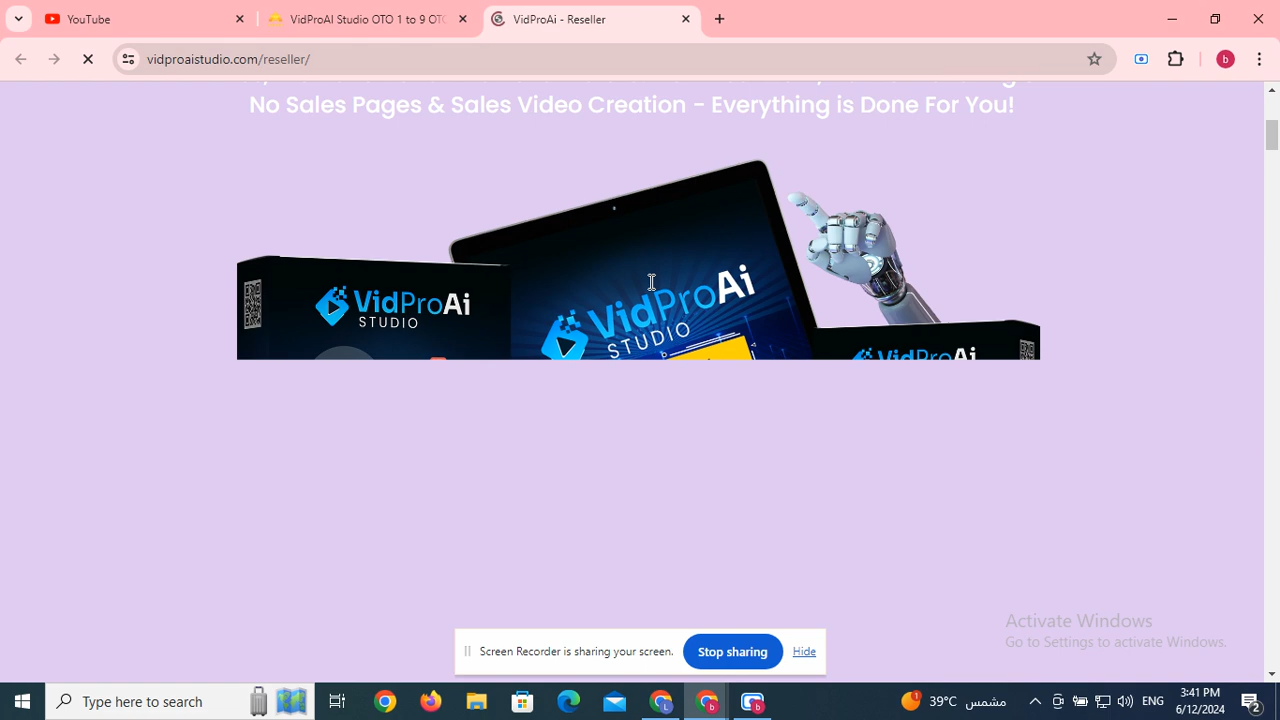 YouTube
VidProAI Studio OTO 1 to 9 OTO
VidProAi - Reseller
vidproaistudio.com/reseller/
b
No Sales Pages & Sales Video Creation - Everything is Done For You!
VidProAi
STUDIO
VidProAi
STUDIO
VidProAi
Activate Windows
Go to Settings to activate Windows.
Screen Recorder is sharing your screen.
Stop sharing
Hide
Type here to search
L
b
b
1
39°C مشمس
ENG
3:41 PM
6/12/2024
2